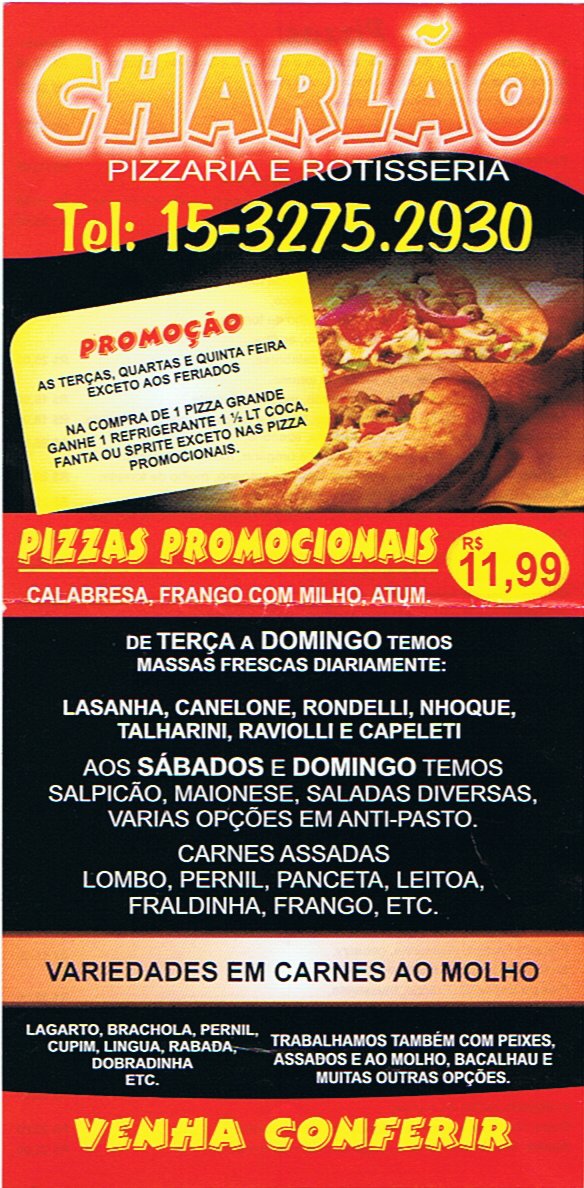 CHARLÃO
PIZZARIA E ROTISSERIA
Tel: 15-3275.2930
PROMOÇÃO
AS TERÇAS, QUARTAS E QUINTA FEIRA
EXCETO AOS FERIADOS
NA COMPRA DE 1 PIZZA GRANDE
GANHE 1 REFRIGERANTE 1 ½ LT COCA,
FANTA OU SPRITE EXCETO NAS PIZZA
PROMOCIONAIS.
PIZZAS PROMOCIONAIS
R$
11,99
CALABRESA, FRANGO COM MILHO, ATUM.
DE TERÇA A DOMINGO TEMOS
MASSAS FRESCAS DIARIAMENTE:
LASANHA, CANELONE, RONDELLI, NHOQUE,
TALHARINI, RAVIOLLI E CAPELETI
AOS SÁBADOS E DOMINGO TEMOS
SALPICÃO, MAIONESE, SALADAS DIVERSAS,
VARIAS OPÇÕES EM ANTI-PASTO.
CARNES ASSADAS
LOMBO, PERNIL, PANCETA, LEITOA,
FRALDINHA, FRANGO, ETC.
VARIEDADES EM CARNES AO MOLHO
LAGARTO, BRACHOLA, PERNIL,
CUPIM, LINGUA, RABADA,
DOBRADINHA
ETC.
TRABALHAMOS TAMBÉM COM PEIXES,
ASSADOS E AO MOLHO, BACALHAU E
MUITAS OUTRAS OPÇÕES.
VENHA CONFERIR